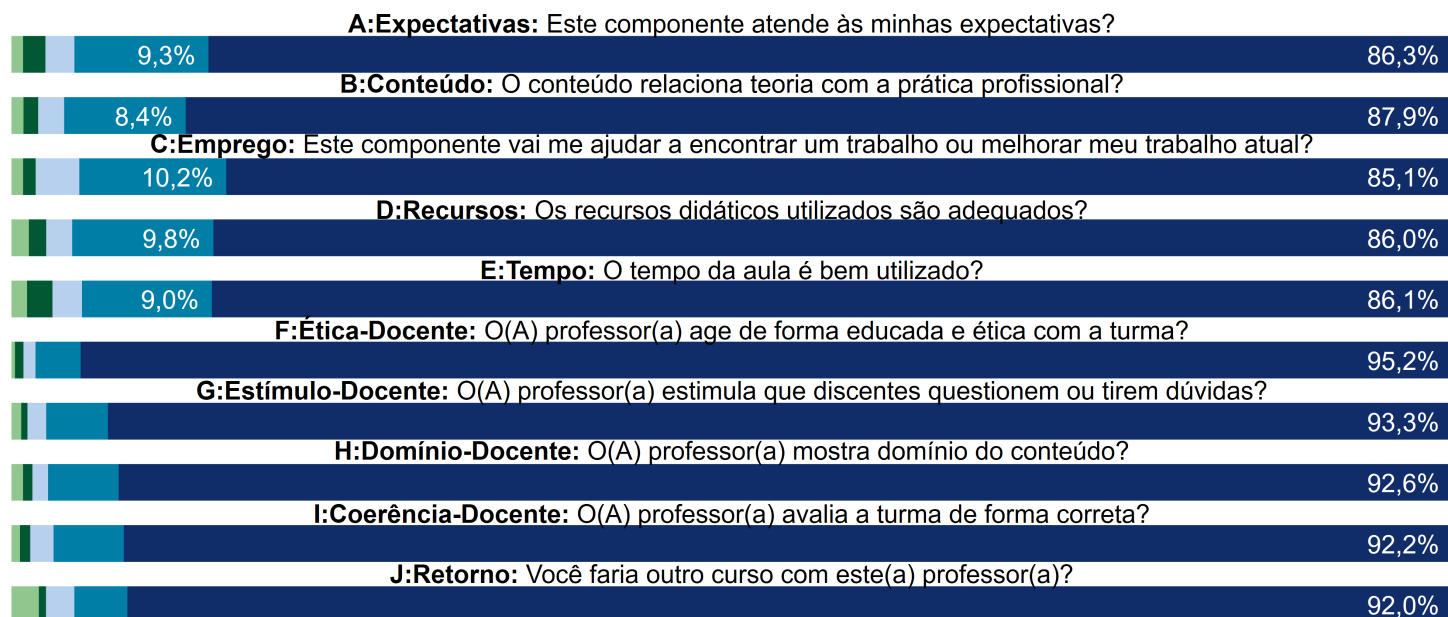 A:Expectativas: Este componente atende às minhas expectativas?
9,3% 86,3%
B:Conteúdo: O conteúdo relaciona teoria com a prática profissional?
8,4% 87,9%
C:Emprego: Este componente vai me ajudar a encontrar um trabalho ou melhorar meu trabalho atual?
10,2% 85,1%
D:Recursos: Os recursos didáticos utilizados são adequados?
9,8% 86,0%
E:Tempo: O tempo da aula é bem utilizado?
9,0% 86,1%
F:Ética-Docente: O(A) professor(a) age de forma educada e ética com a turma?
95,2%
G:Estímulo-Docente: O(A) professor(a) estimula que discentes questionem ou tirem dúvidas?
93,3%
H:Domínio-Docente: O(A) professor(a) mostra domínio do conteúdo?
92,6%
I:Coerência-Docente: O(A) professor(a) avalia a turma de forma correta?
92,2%
J:Retorno: Você faria outro curso com este(a) professor(a)?
92,0%